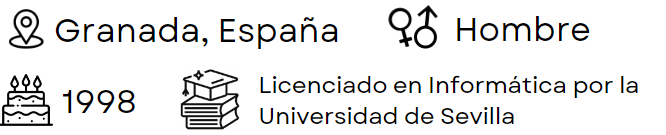 Granada, España
Hombre
1998
Licenciado en Informática por la
Universidad de Sevilla